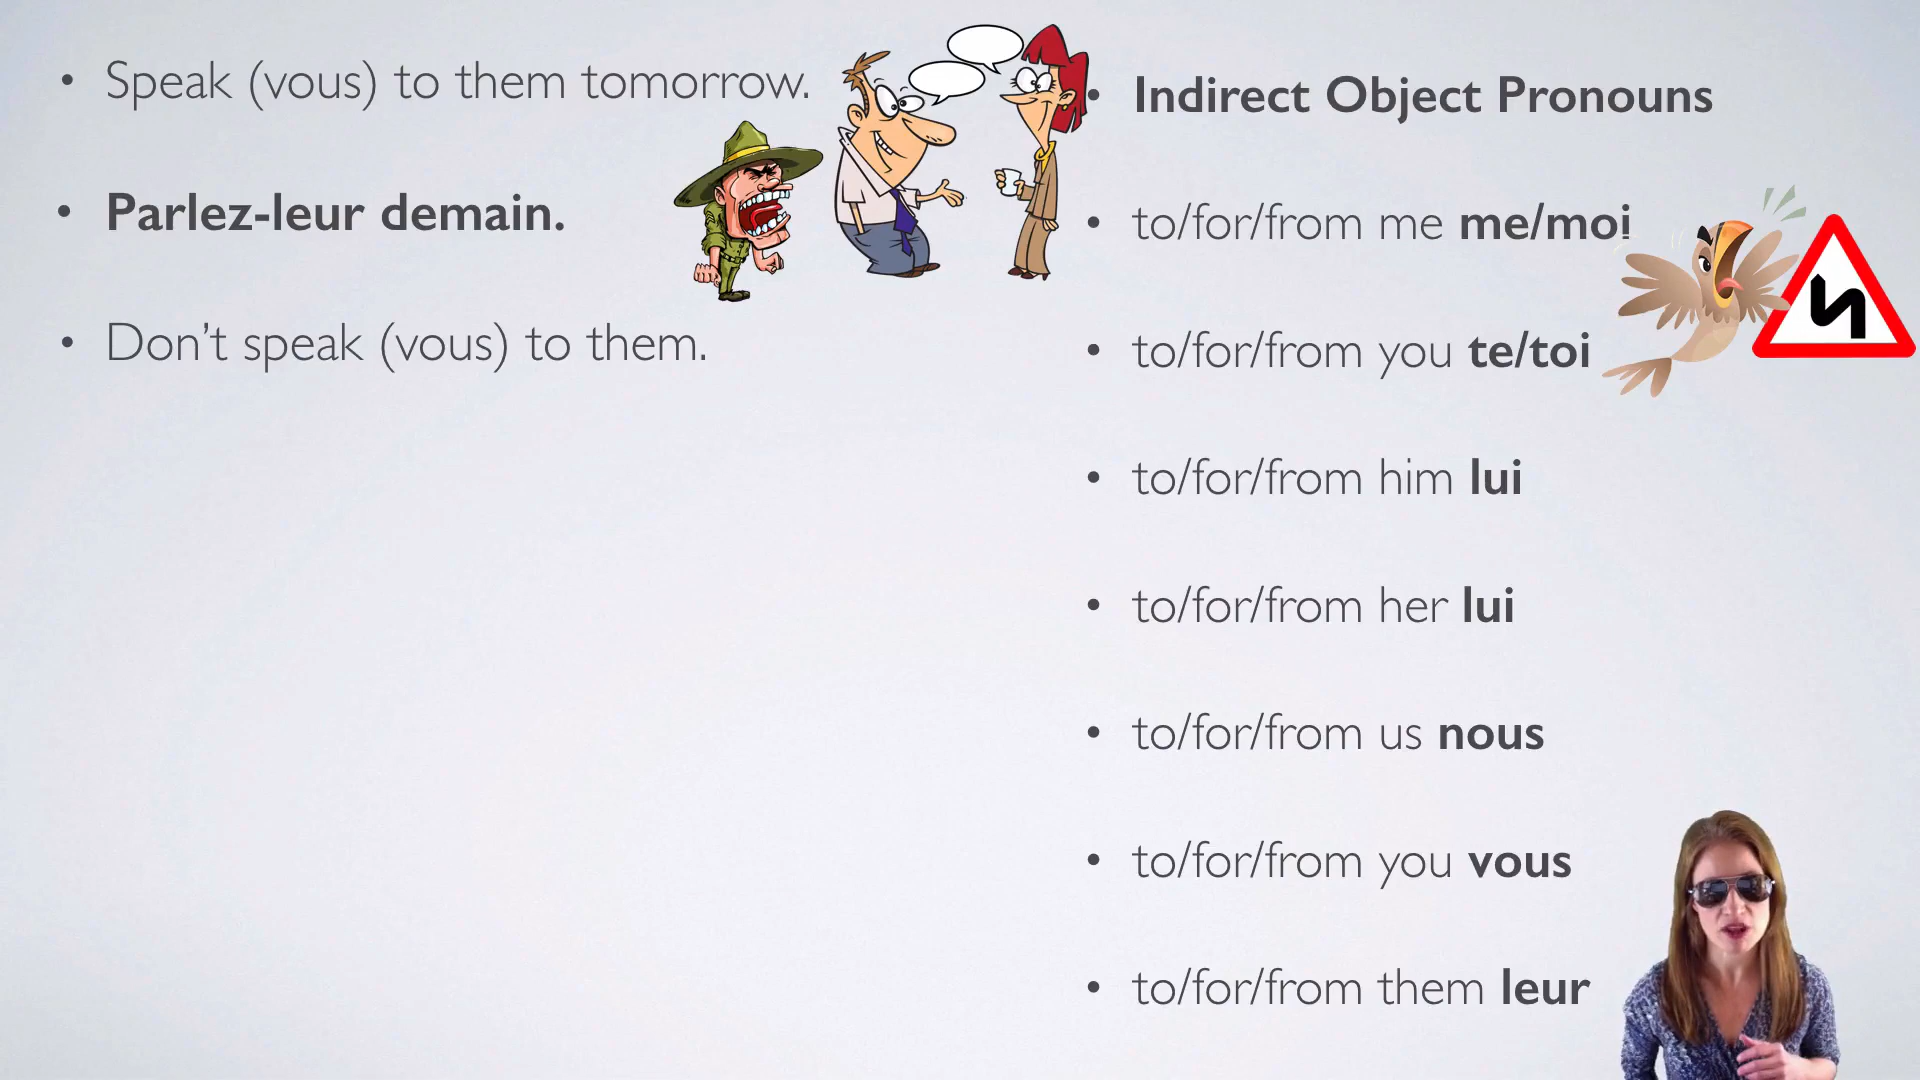 • Speak (vous) to them tomorrow.
• Parlez-leur demain.
• Don’t speak (vous) to them.
• Indirect Object Pronouns
• to/for/from me me/moi
• to/for/from you te/toi
• to/for/from him lui
• to/for/from her lui
• to/for/from us nous
• to/for/from you vous
• to/for/from them leur